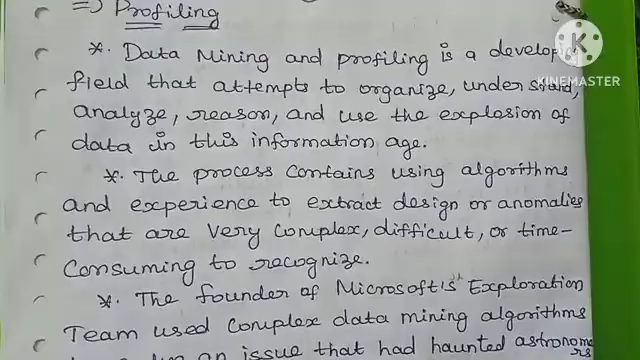 => Profiling
*. Data Mining and profiling is a develop
field that attempts to organize, under stand,
analyze, reason, and use the explosion of
data in this information age.
*. The process contains using algorithms
and experience to extract design or anomalies
that are very complex, difficult, or time-
consuming to recognize.
*. The founder of Microsoft's Exploration
Team used complex data mining algorithms
an issue that had haunted astronome
KINEMASTER